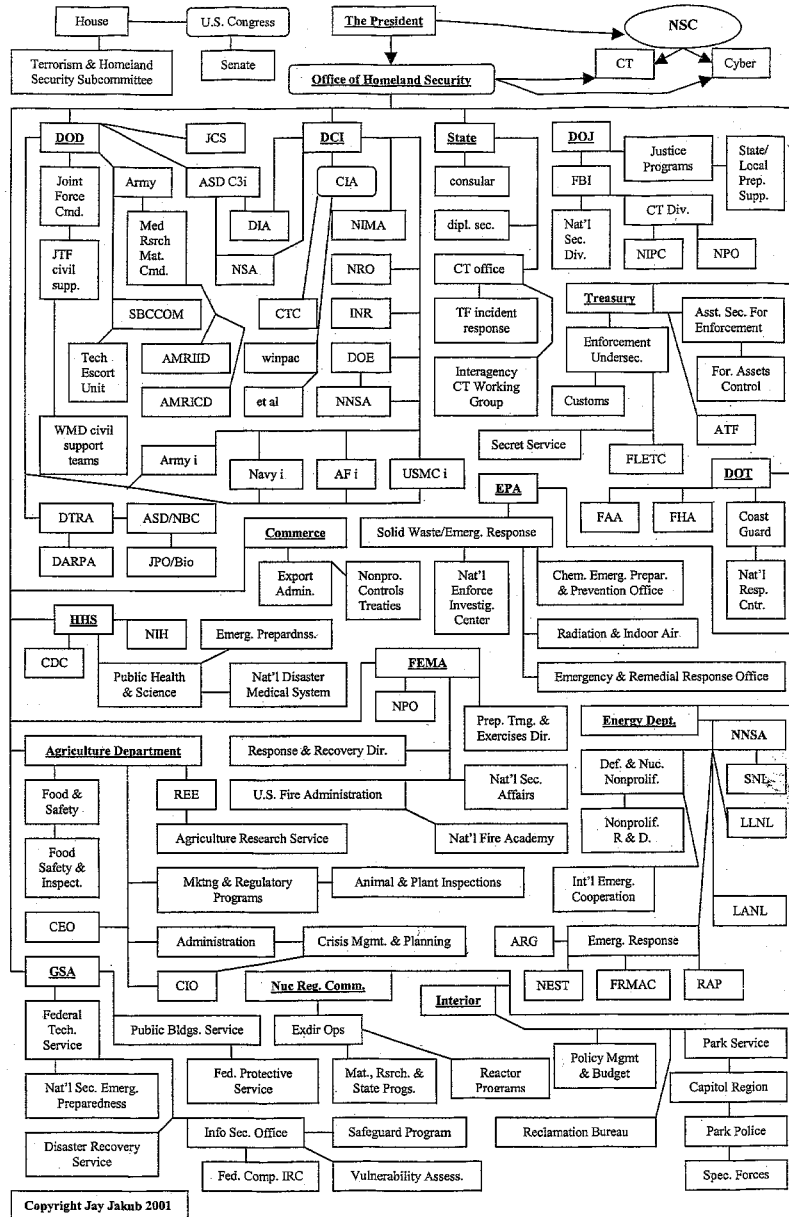 House
U.S. Congress
The President
NSC
Terrorism & Homeland
Security Subcommittee
Senate
Office of Homeland Security
CT
Cyber
DOD
JCS
DCI
State
DOJ
Justice
Programs
State/
Local
Prep.
Supp.
Joint
Force
Cmd.
Army
ASD C3i
CIA
consular
FBI
Med
Rsrch
Mat.
Cmd.
DIA
NIMA
dipl. sec.
Nat'l
Sec.
Div.
CT Div.
JTF
civil
supp.
NSA
NRO
CT office
NIPC
NPO
SBCCOM
CTC
INR
TF incident
response
Treasury
Asst. Sec. For
Enforcement
Tech
Escort
Unit
AMRIID
winpac
DOE
Interagency
CT Working
Group
Enforcement
Undersec.
For. Assets
Control
AMRICD
et al
NNSA
Customs
ATF
WMD civil
support
teams
Army i
Navy i
AF i
USMC i
Secret Service
FLETC
DOT
EPA
DTRA
ASD/NBC
Commerce
Solid Waste/Emerg. Response
FAA
FHA
Coast
Guard
DARPA
JPO/Bio
Export
Admin.
Nonpro.
Controls
Treaties
Nat'l
Enforce
Investig.
Center
Chem. Emerg. Prepar.
& Prevention Office
Nat'l
Resp.
Cntr.
HHS
NIH
Emerg. Prepardnss.
Radiation & Indoor Air
CDC
Public Health
& Science
Nat'l Disaster
Medical System
FEMA
Emergency & Remedial Response Office
NPO
Prep. Trng. &
Exercises Dir.
Energy Dept.
NNSA
Agriculture Department
Response & Recovery Dir.
Def. & Nuc.
Nonprolif.
SNL
Food &
Safety
REE
U.S. Fire Administration
Nat'l Sec.
Affairs
Nonprolif.
R & D.
LLNL
Agriculture Research Service
Nat'l Fire Academy
Food
Safety &
Inspect.
Mktng & Regulatory
Programs
Animal & Plant Inspections
Int'l Emerg.
Cooperation
LANL
CEO
Administration
Crisis Mgmt. & Planning
ARG
Emerg. Response
GSA
CIO
Nuc Reg. Comm.
Interior
NEST
FRMAC
RAP
Federal
Tech.
Service
Public Bldgs. Service
Exdir Ops
Policy Mgmt
& Budget
Park Service
Nat'l Sec. Emerg.
Preparedness
Fed. Protective
Service
Mat., Rsrch. &
State Progs.
Reactor
Programs
Capitol Region
Disaster Recovery
Service
Info Sec. Office
Safeguard Program
Reclamation Bureau
Park Police
Fed. Comp. IRC
Vulnerability Assess.
Spec. Forces
Copyright Jay Jakub 2001